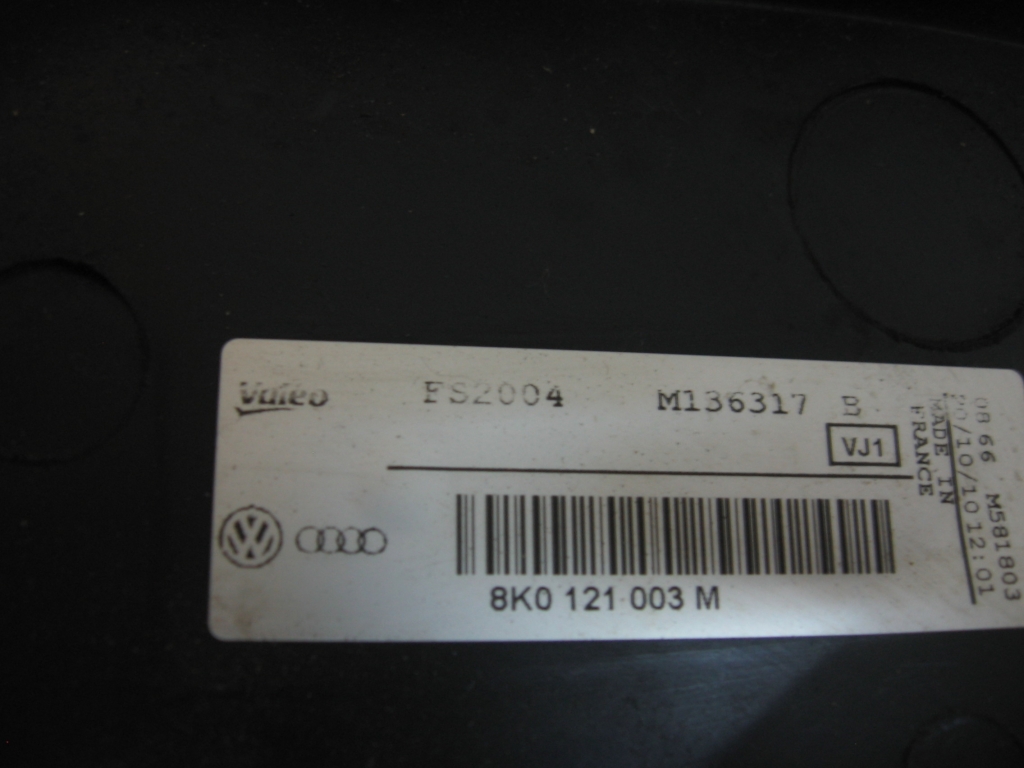 Valeo FS2004 M136317 B
VJ1
8K0 121 003 M
MADE IN
FRANCE
20/10/10 12:01
08 66 M581803